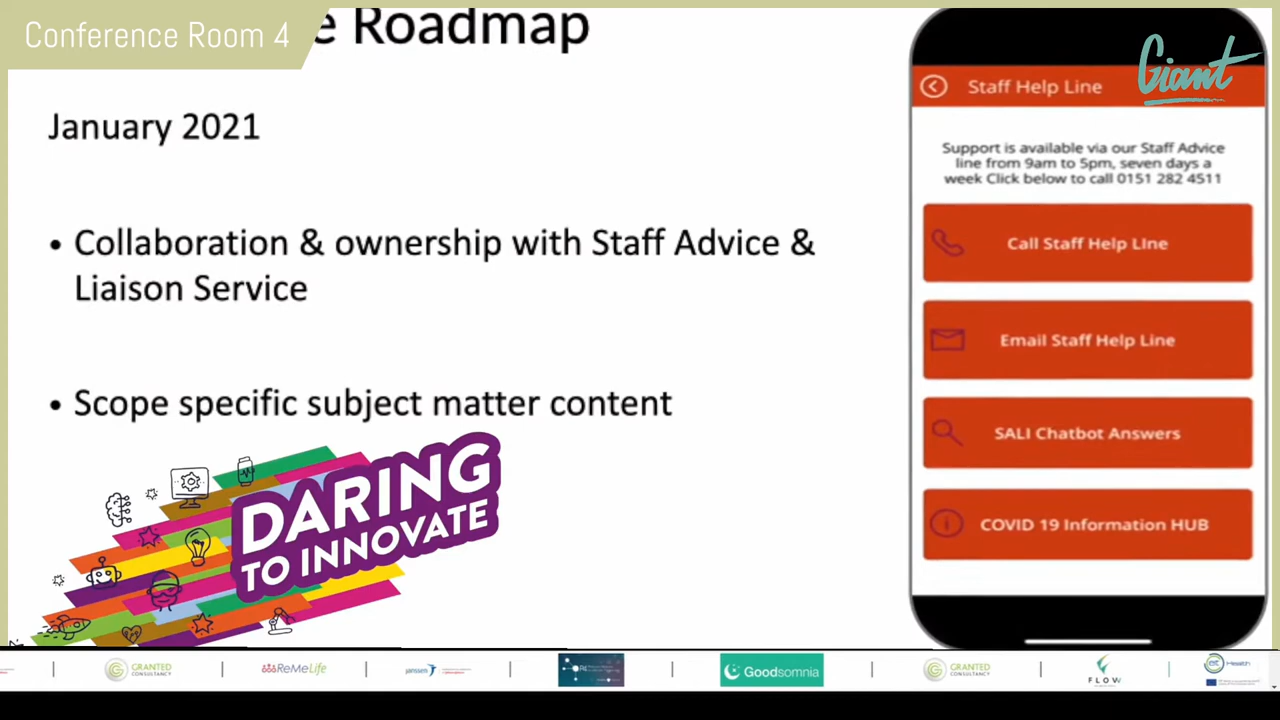 Conference Room 4
e Roadmap
January 2021
• Collaboration & ownership with Staff Advice &
Liaison Service
• Scope specific subject matter content
DARING
TO INNOVATE
Giant
Staff Help Line
Support is available via our Staff Advice
line from 9am to 5pm, seven days a
week Click below to call 0151 282 4511
Call Staff Help LIne
Email Staff Help Line
SALI Chatbot Answers
COVID 19 Information HUB
GRANTED
CONSULTANCY
ReMeLife
janssen
Goodsomnia
GRANTED
CONSULTANCY
FLOW
eit Health